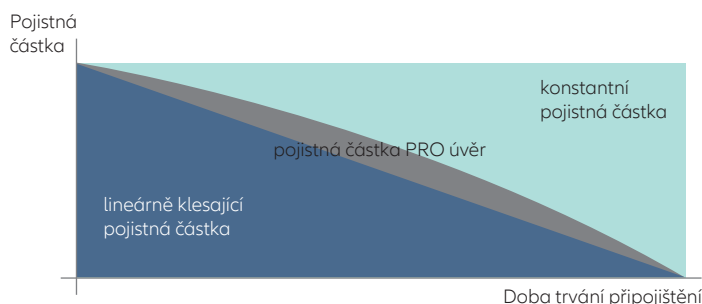 Pojistná
částka
konstantní
pojistná částka
pojistná částka PRO úvěr
lineárně klesající
pojistná částka
Doba trvání připojištění